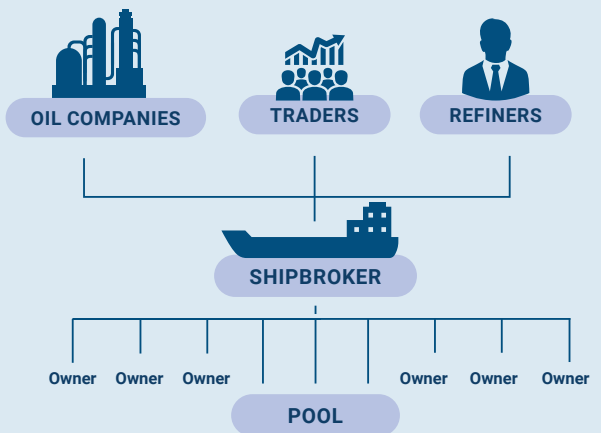 OIL COMPANIES
TRADERS
REFINERS
SHIPBROKER
Owner
Owner
Owner
Owner
Owner
Owner
POOL